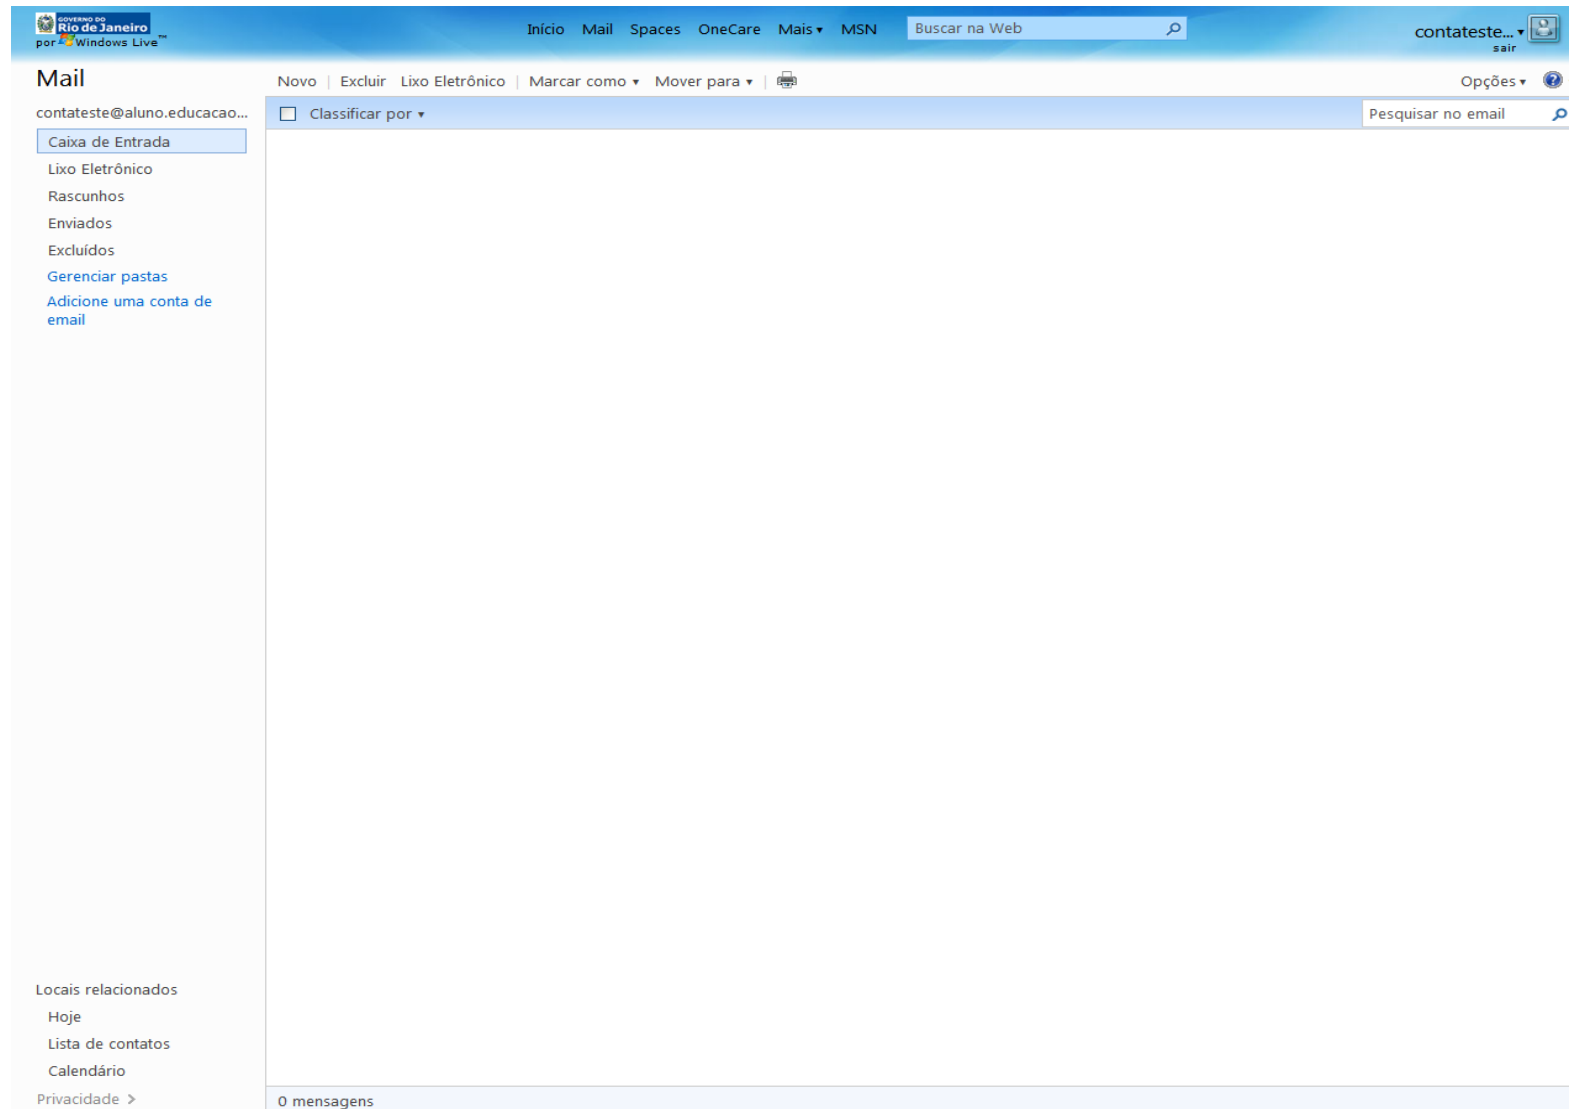 GOVERNO DO
Rio de Janeiro
por Windows Live™
Início Mail Spaces OneCare Mais MSN Buscar na Web
contateste...
sair
Mail
Novo | Excluir Lixo Eletrônico | Marcar como Mover para |
Opções
contateste@aluno.educacao...
Classificar por
Pesquisar no email
Caixa de Entrada
Lixo Eletrônico
Rascunhos
Enviados
Excluídos
Gerenciar pastas
Adicione uma conta de
email
Locais relacionados
Hoje
Lista de contatos
Calendário
Privacidade >
0 mensagens